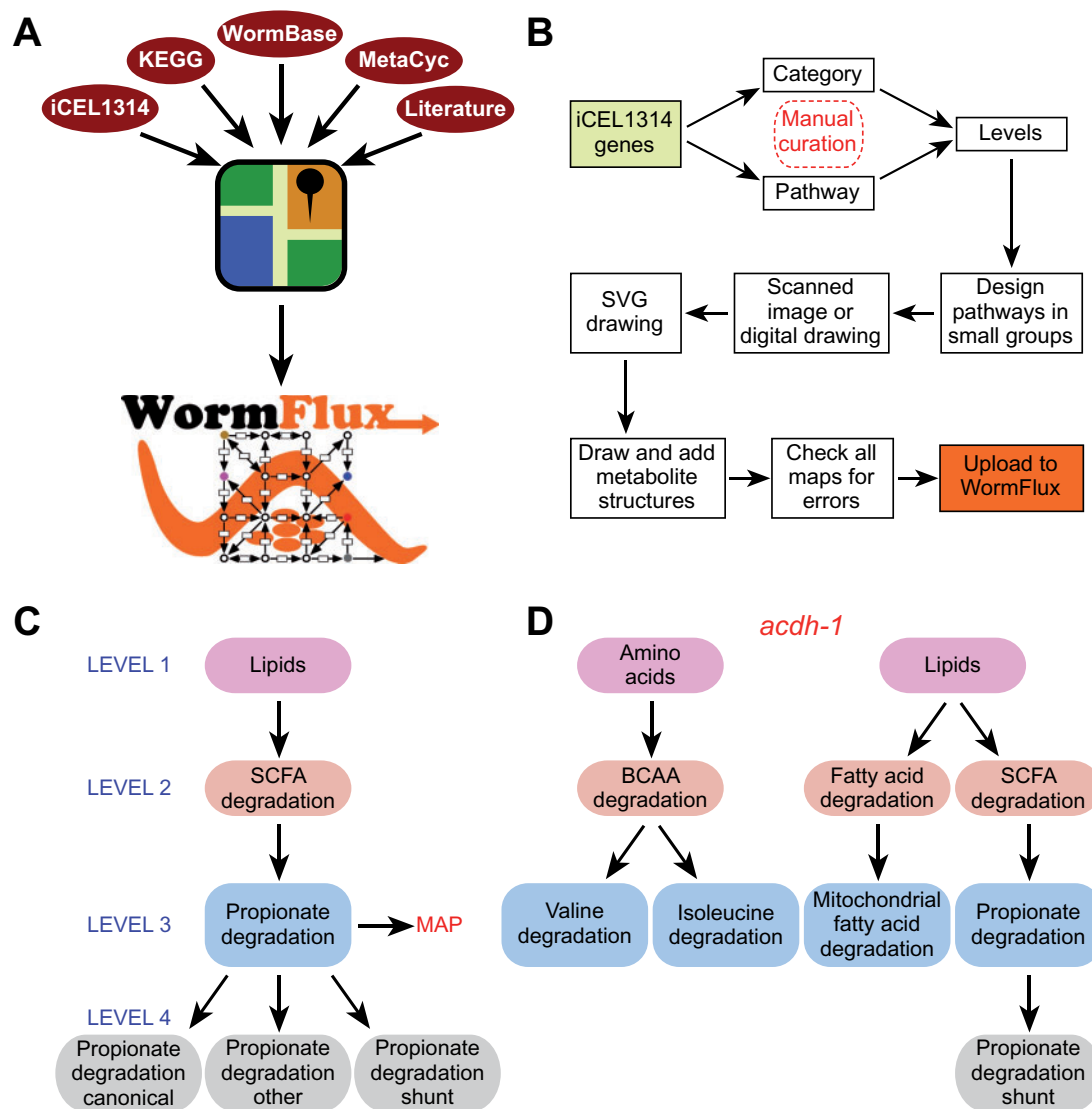 A
WormBase
KEGG
MetaCyc
iCEL1314
Literature
WormFlux
B
iCEL1314
genes
Category
Manual
curation
Pathway
Levels
Design
pathways in
small groups
Scanned
image or
digital drawing
SVG
drawing
Draw and add
metabolite
structures
Check all
maps for
errors
Upload to
WormFlux
C
LEVEL 1
Lipids
LEVEL 2
SCFA
degradation
LEVEL 3
Propionate
degradation
MAP
LEVEL 4
Propionate
degradation
canonical
Propionate
degradation
other
Propionate
degradation
shunt
D
acdh-1
Amino
acids
Lipids
BCAA
degradation
Fatty acid
degradation
SCFA
degradation
Valine
degradation
Isoleucine
degradation
Mitochondrial
fatty acid
degradation
Propionate
degradation
Propionate
degradation
shunt